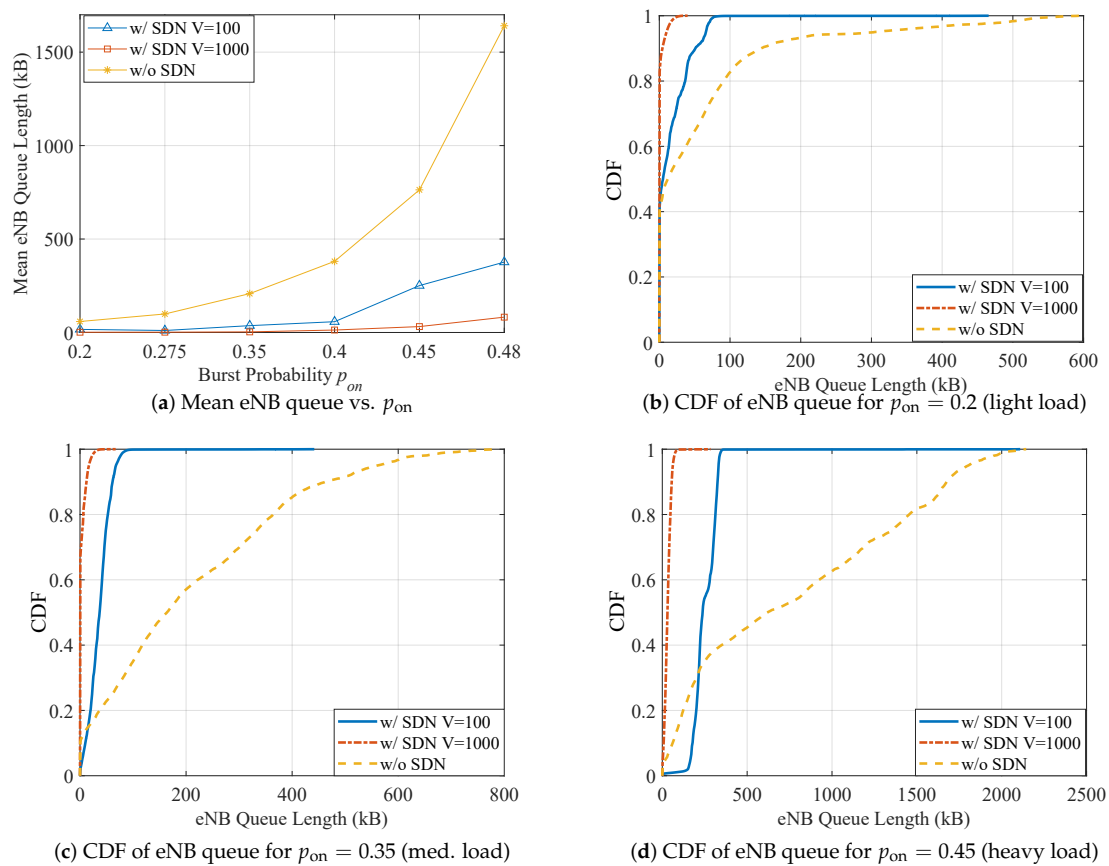 Mean eNB Queue Length (kB)
1500
1000
500
0
w/ SDN V=100
w/ SDN V=1000
w/o SDN
0.2 0.275 0.35 0.4 0.45 0.48
Burst Probability p_on
(a) Mean eNB queue vs. p_on
CDF
1
0.8
0.6
0.4
0.2
0
w/ SDN V=100
w/ SDN V=1000
w/o SDN
0 100 200 300 400 500 600
eNB Queue Length (kB)
(b) CDF of eNB queue for p_on = 0.2 (light load)
CDF
1
0.8
0.6
0.4
0.2
0
w/ SDN V=100
w/ SDN V=1000
w/o SDN
0 200 400 600 800
eNB Queue Length (kB)
(c) CDF of eNB queue for p_on = 0.35 (med. load)
CDF
1
0.8
0.6
0.4
0.2
0
w/ SDN V=100
w/ SDN V=1000
w/o SDN
0 500 1000 1500 2000 2500
eNB Queue Length (kB)
(d) CDF of eNB queue for p_on = 0.45 (heavy load)